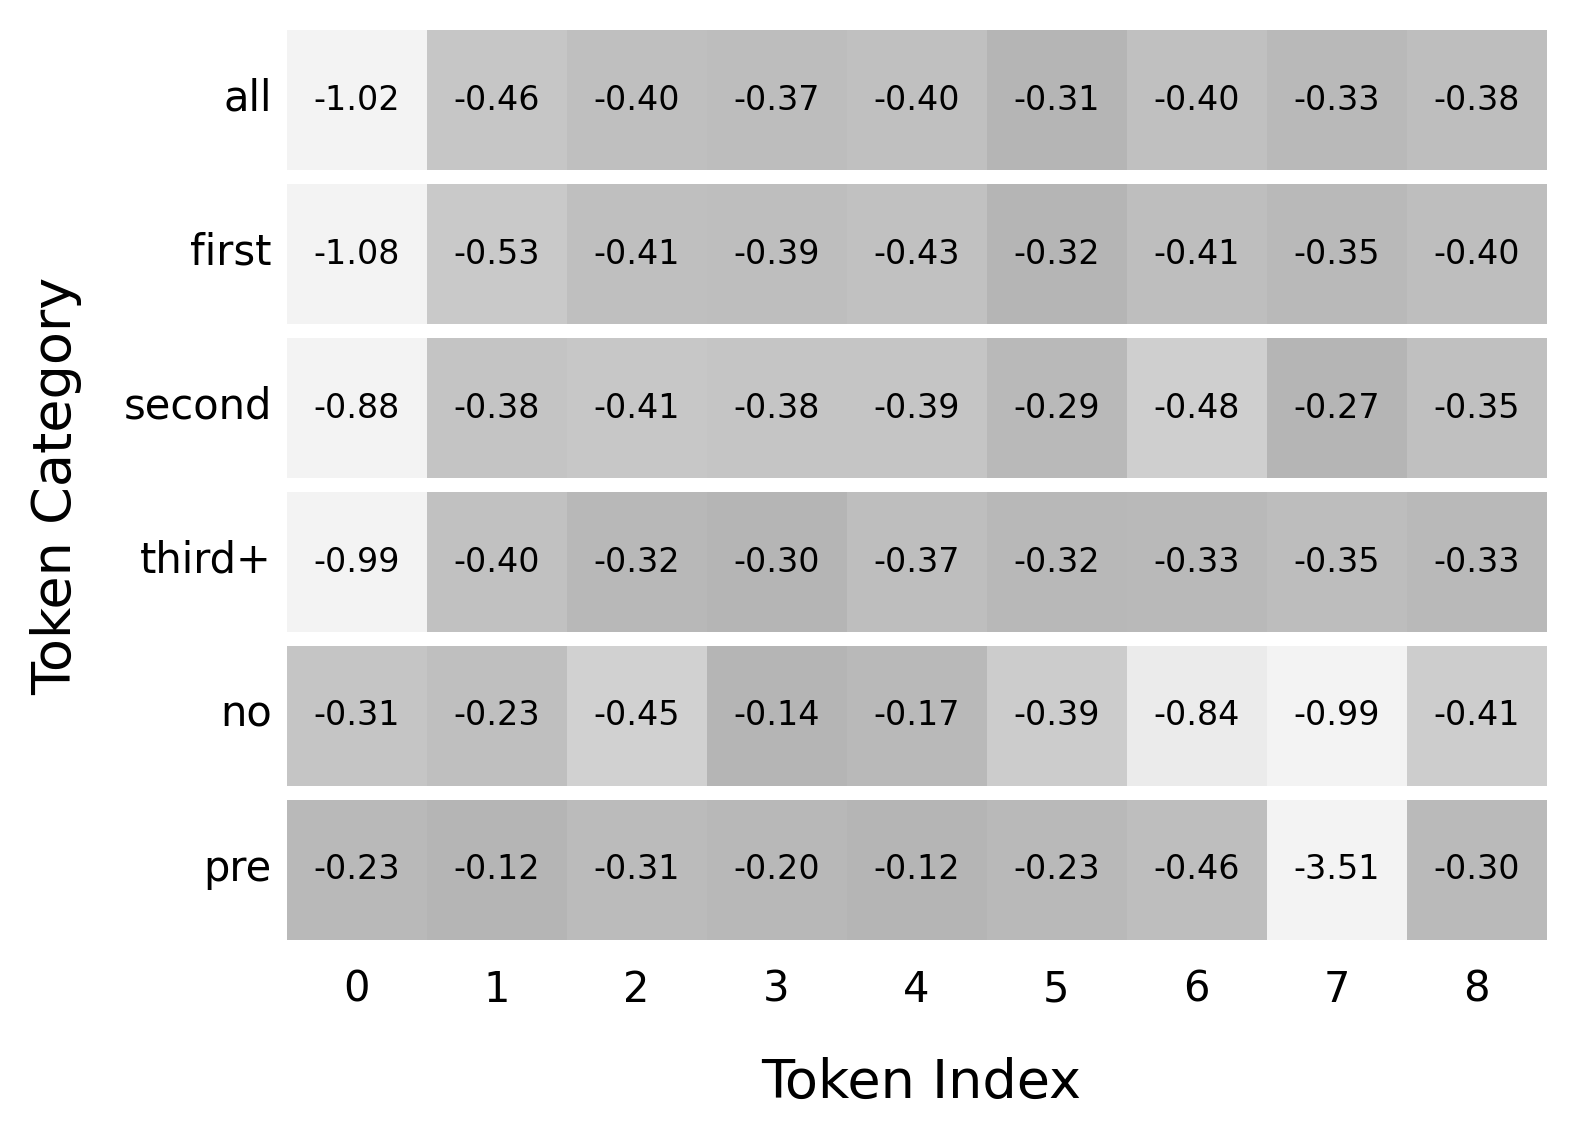 all -1.02 -0.46 -0.40 -0.37 -0.40 -0.31 -0.40 -0.33 -0.38
first -1.08 -0.53 -0.41 -0.39 -0.43 -0.32 -0.41 -0.35 -0.40
second -0.88 -0.38 -0.41 -0.38 -0.39 -0.29 -0.48 -0.27 -0.35
third+ -0.99 -0.40 -0.32 -0.30 -0.37 -0.32 -0.33 -0.35 -0.33
no -0.31 -0.23 -0.45 -0.14 -0.17 -0.39 -0.84 -0.99 -0.41
pre -0.23 -0.12 -0.31 -0.20 -0.12 -0.23 -0.46 -3.51 -0.30
0 1 2 3 4 5 6 7 8
Token Index
Token Category